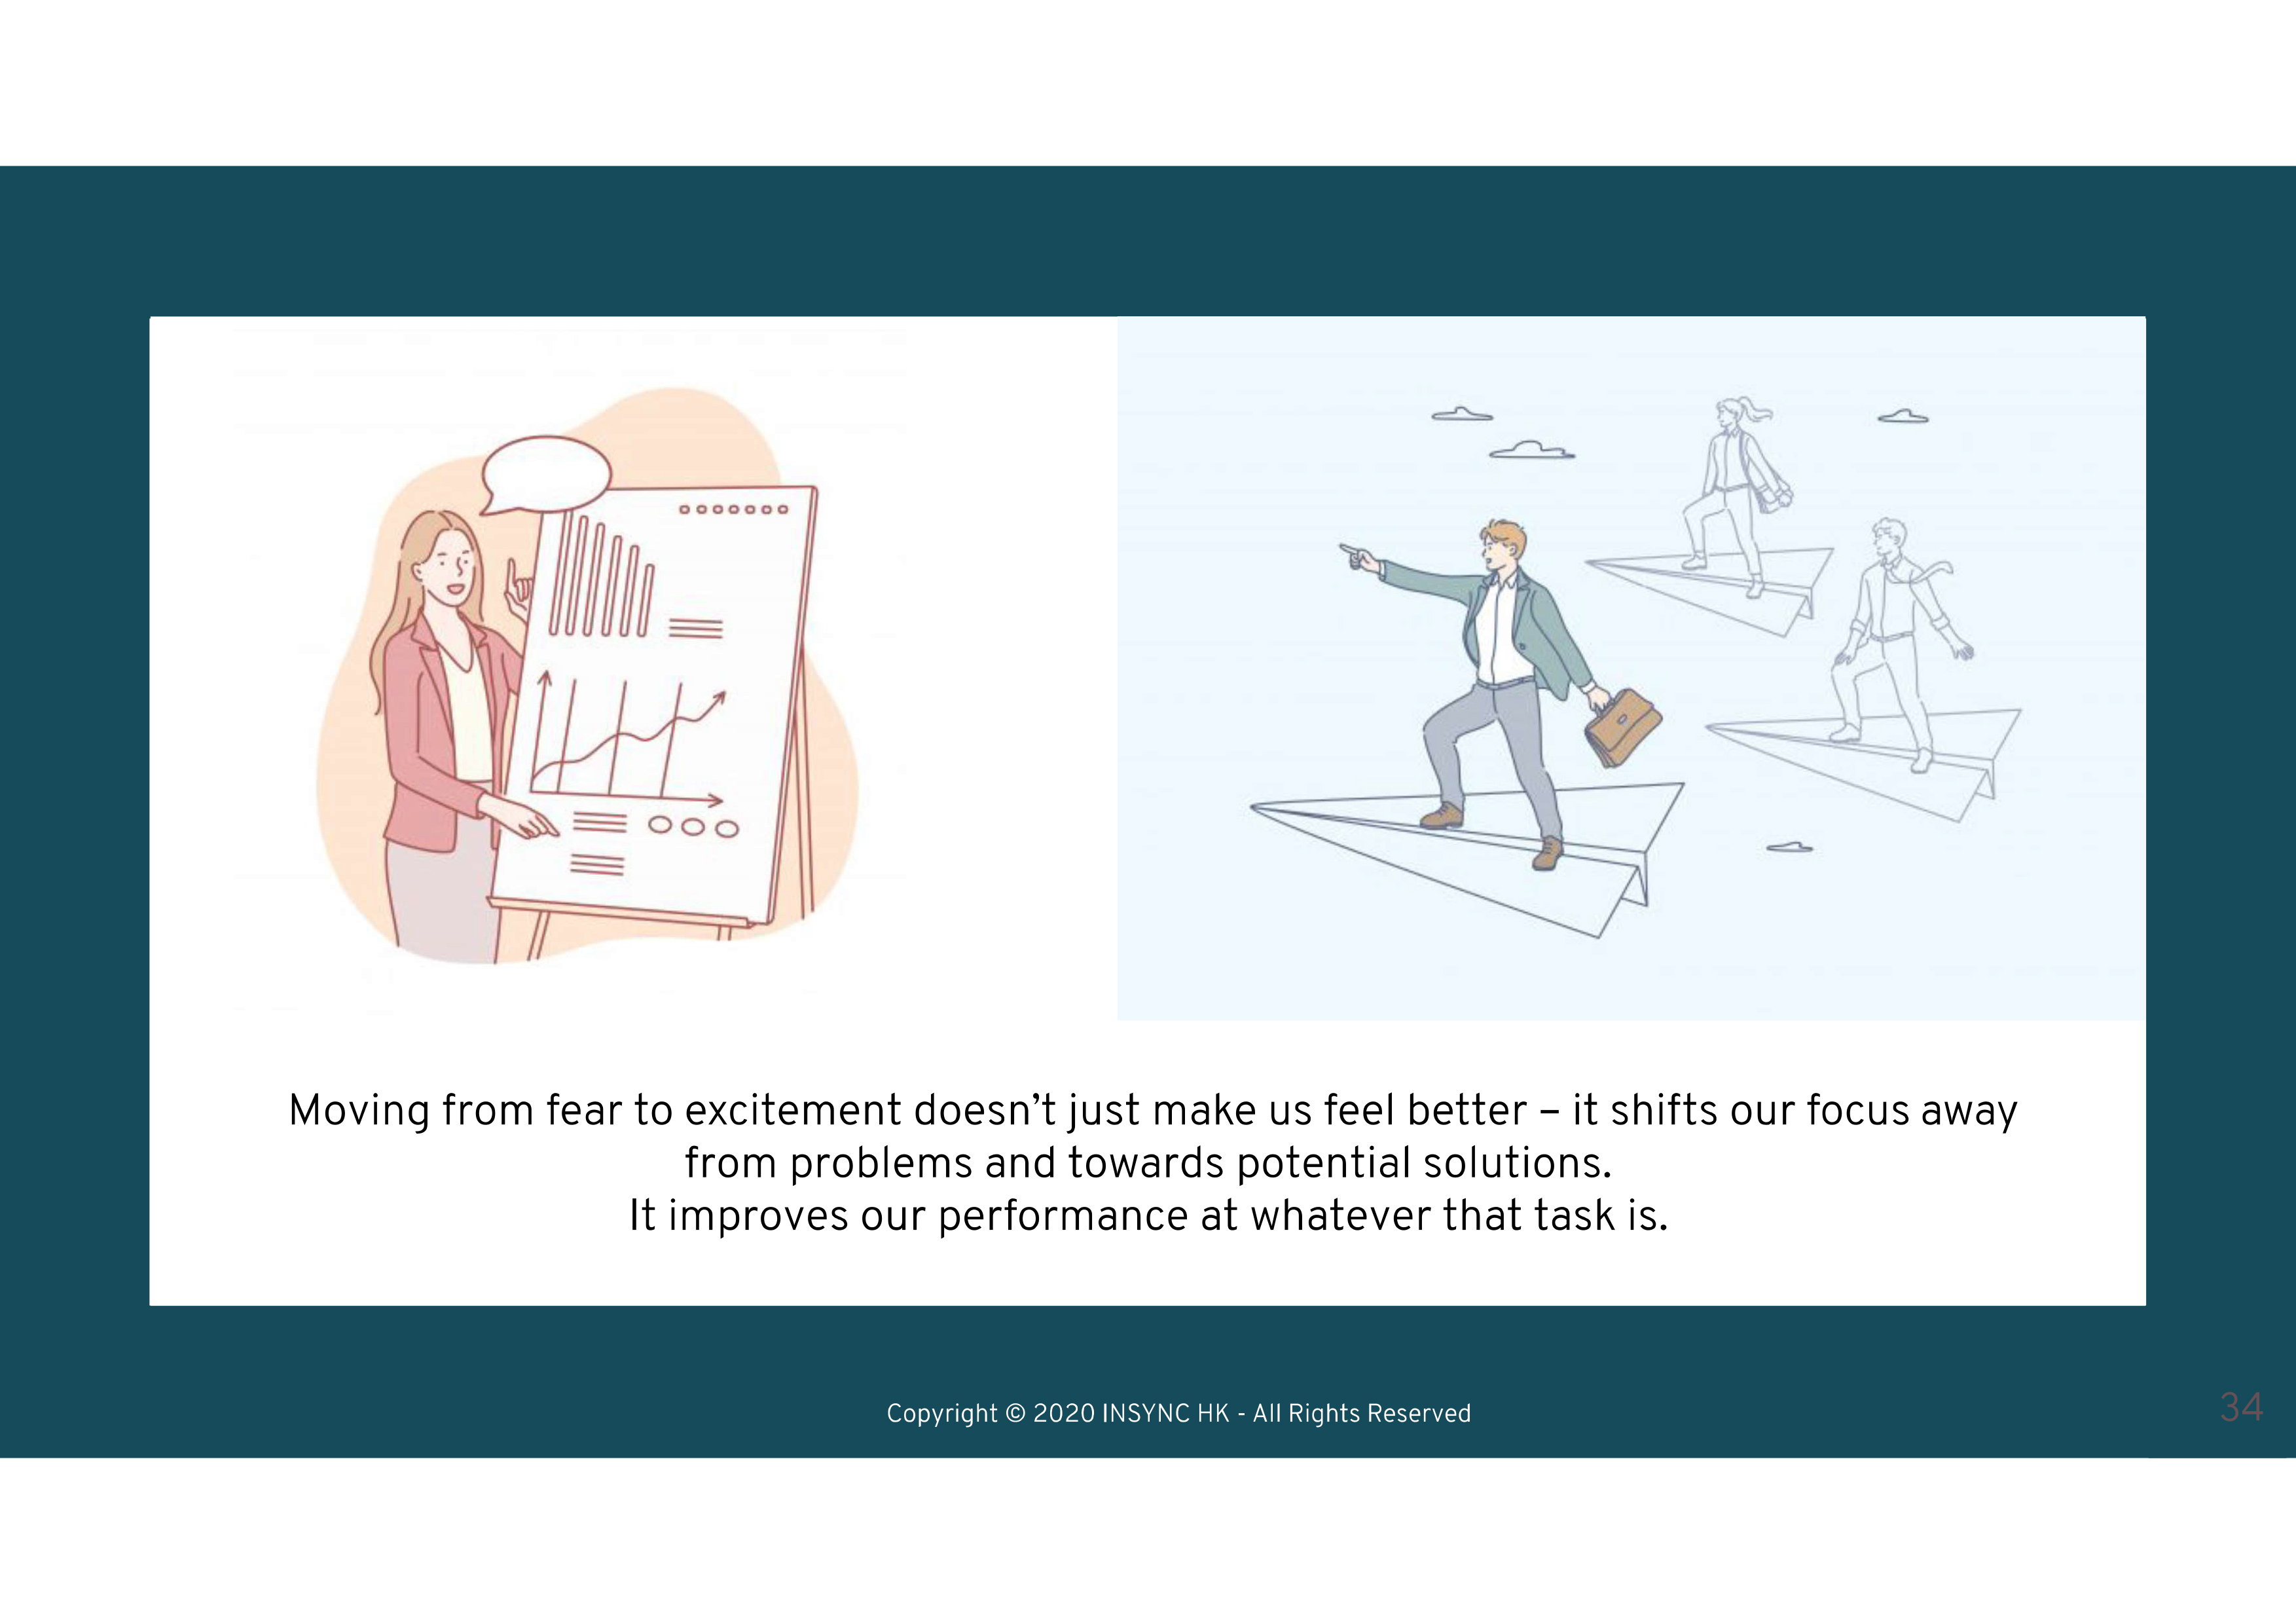 Moving from fear to excitement doesn’t just make us feel better – it shifts our focus away
from problems and towards potential solutions.
It improves our performance at whatever that task is.
Copyright © 2020 INSYNC HK - All Rights Reserved
34